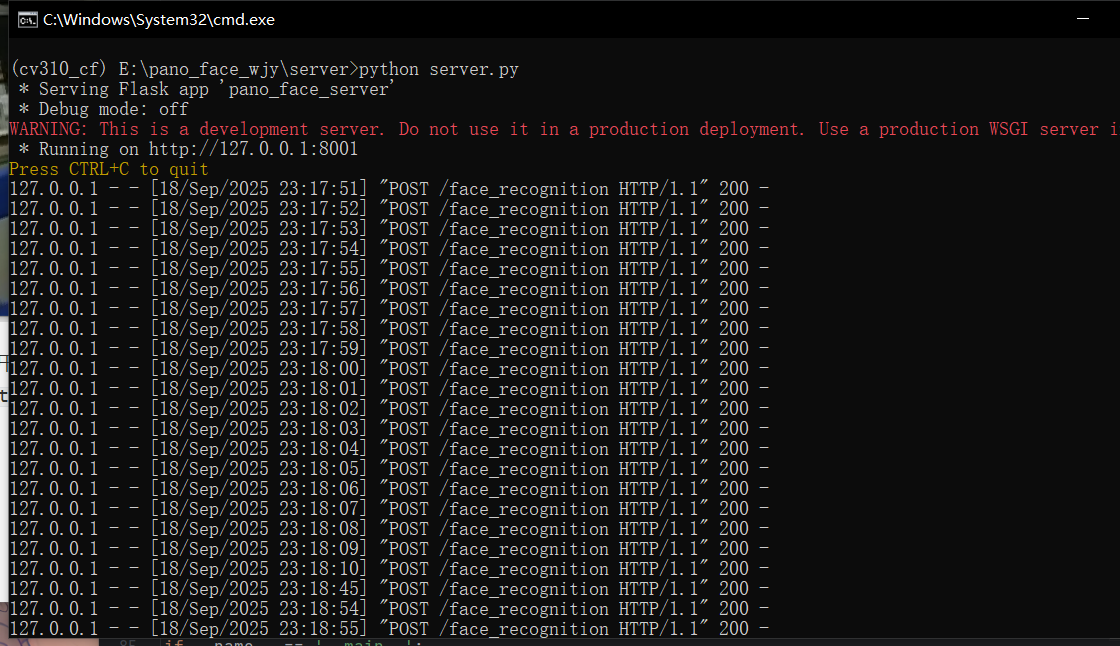 C:\Windows\System32\cmd.exe
(cv310_cf) E:\pano_face_wjy\server>python server.py
 * Serving Flask app 'pano_face_server'
 * Debug mode: off
WARNING: This is a development server. Do not use it in a production deployment. Use a production WSGI server i
 * Running on http://127.0.0.1:8001
Press CTRL+C to quit
127.0.0.1 - - [18/Sep/2025 23:17:51] "POST /face_recognition HTTP/1.1" 200 -
127.0.0.1 - - [18/Sep/2025 23:17:52] "POST /face_recognition HTTP/1.1" 200 -
127.0.0.1 - - [18/Sep/2025 23:17:53] "POST /face_recognition HTTP/1.1" 200 -
127.0.0.1 - - [18/Sep/2025 23:17:54] "POST /face_recognition HTTP/1.1" 200 -
127.0.0.1 - - [18/Sep/2025 23:17:55] "POST /face_recognition HTTP/1.1" 200 -
127.0.0.1 - - [18/Sep/2025 23:17:56] "POST /face_recognition HTTP/1.1" 200 -
127.0.0.1 - - [18/Sep/2025 23:17:57] "POST /face_recognition HTTP/1.1" 200 -
127.0.0.1 - - [18/Sep/2025 23:17:58] "POST /face_recognition HTTP/1.1" 200 -
127.0.0.1 - - [18/Sep/2025 23:17:59] "POST /face_recognition HTTP/1.1" 200 -
127.0.0.1 - - [18/Sep/2025 23:18:00] "POST /face_recognition HTTP/1.1" 200 -
127.0.0.1 - - [18/Sep/2025 23:18:01] "POST /face_recognition HTTP/1.1" 200 -
127.0.0.1 - - [18/Sep/2025 23:18:02] "POST /face_recognition HTTP/1.1" 200 -
127.0.0.1 - - [18/Sep/2025 23:18:03] "POST /face_recognition HTTP/1.1" 200 -
127.0.0.1 - - [18/Sep/2025 23:18:04] "POST /face_recognition HTTP/1.1" 200 -
127.0.0.1 - - [18/Sep/2025 23:18:05] "POST /face_recognition HTTP/1.1" 200 -
127.0.0.1 - - [18/Sep/2025 23:18:06] "POST /face_recognition HTTP/1.1" 200 -
127.0.0.1 - - [18/Sep/2025 23:18:07] "POST /face_recognition HTTP/1.1" 200 -
127.0.0.1 - - [18/Sep/2025 23:18:08] "POST /face_recognition HTTP/1.1" 200 -
127.0.0.1 - - [18/Sep/2025 23:18:09] "POST /face_recognition HTTP/1.1" 200 -
127.0.0.1 - - [18/Sep/2025 23:18:10] "POST /face_recognition HTTP/1.1" 200 -
127.0.0.1 - - [18/Sep/2025 23:18:45] "POST /face_recognition HTTP/1.1" 200 -
127.0.0.1 - - [18/Sep/2025 23:18:54] "POST /face_recognition HTTP/1.1" 200 -
127.0.0.1 - - [18/Sep/2025 23:18:55] "POST /face_recognition HTTP/1.1" 200 -